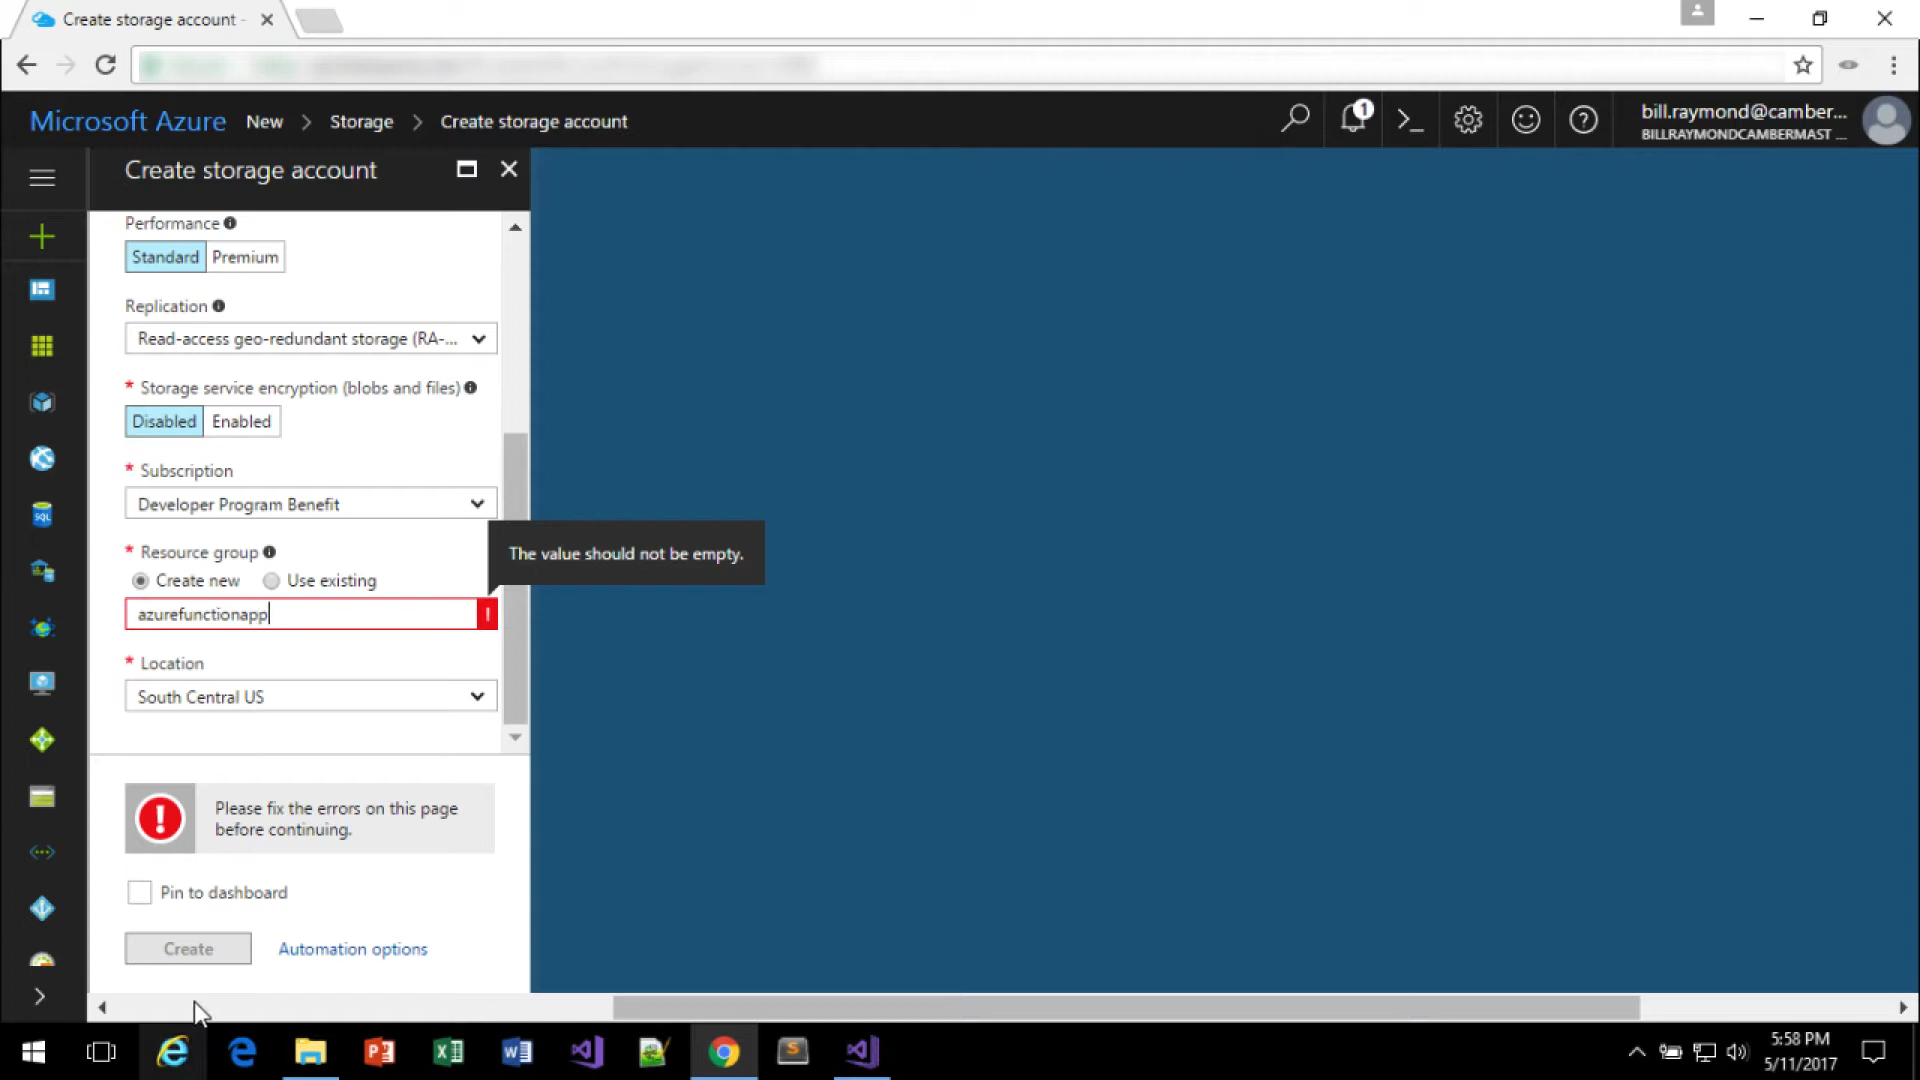 Create storage account -
Microsoft Azure New > Storage > Create storage account
1
bill.raymond@camber...
BILLRAYMONDCAMBERMAST ...
Create storage account
Performance
Standard Premium
Replication
Read-access geo-redundant storage (RA-...
* Storage service encryption (blobs and files)
Disabled Enabled
* Subscription
Developer Program Benefit
* Resource group
The value should not be empty.
Create new Use existing
azurefunctionapp
* Location
South Central US
Please fix the errors on this page
before continuing.
Pin to dashboard
Create Automation options
5:58 PM
5/11/2017